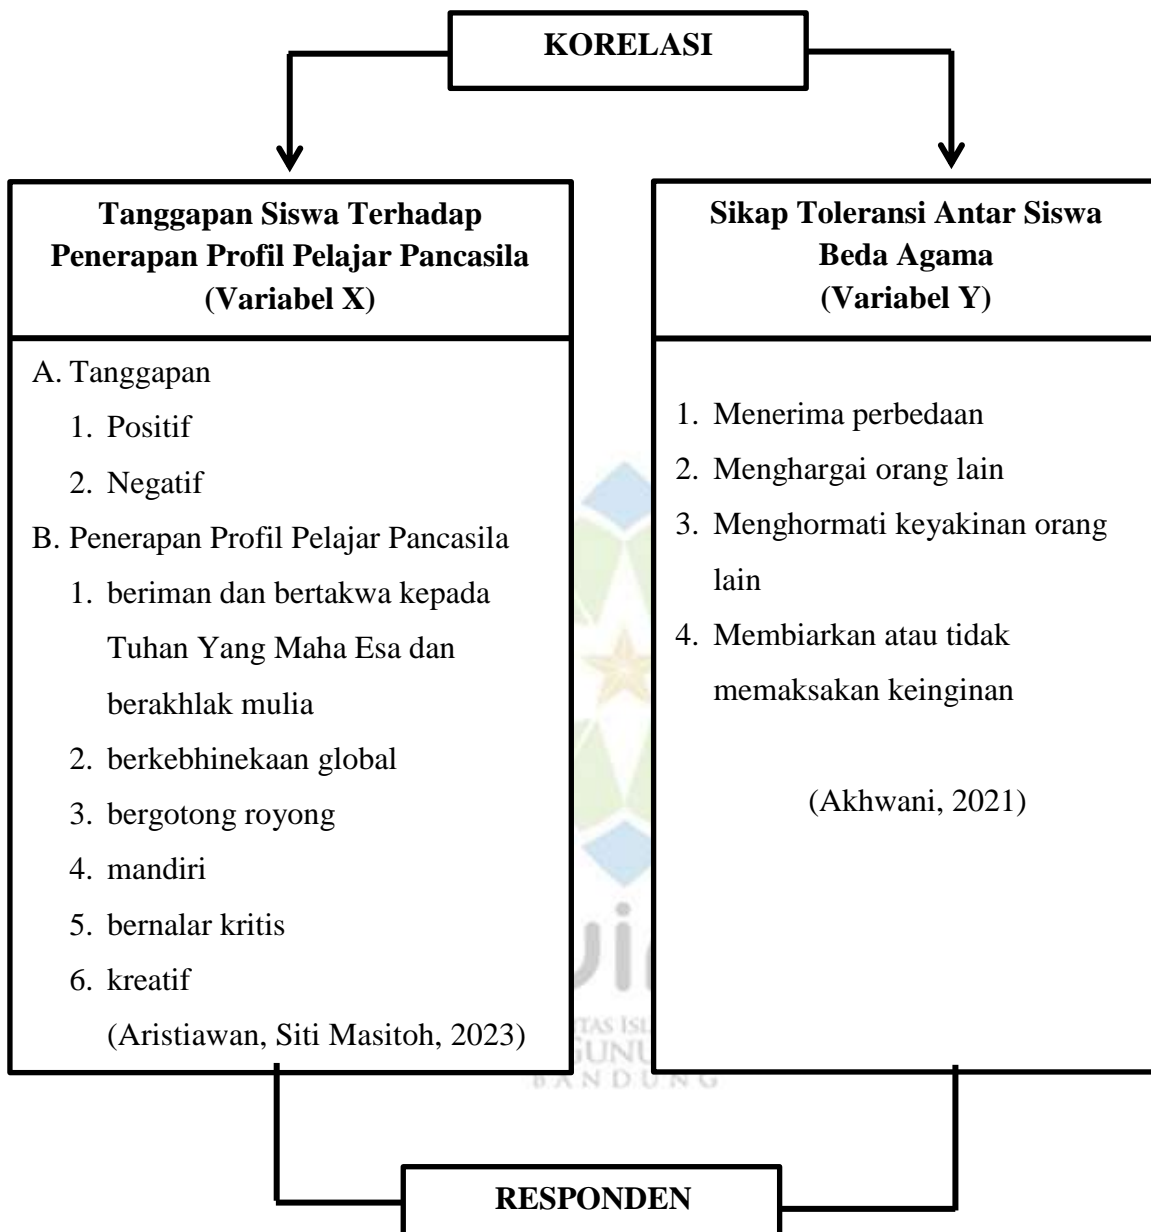 KORELASI
Tanggapan Siswa Terhadap
Penerapan Profil Pelajar Pancasila
(Variabel X)
A. Tanggapan
1. Positif
2. Negatif
B. Penerapan Profil Pelajar Pancasila
1. beriman dan bertakwa kepada
Tuhan Yang Maha Esa dan
berakhlak mulia
2. berkebhinekaan global
3. bergotong royong
4. mandiri
5. bernalar kritis
6. kreatif
(Aristiawan, Siti Masitoh, 2023)
Sikap Toleransi Antar Siswa
Beda Agama
(Variabel Y)
1. Menerima perbedaan
2. Menghargai orang lain
3. Menghormati keyakinan orang
lain
4. Membiarkan atau tidak
memaksakan keinginan
(Akhwani, 2021)
BANDUNG
RESPONDEN